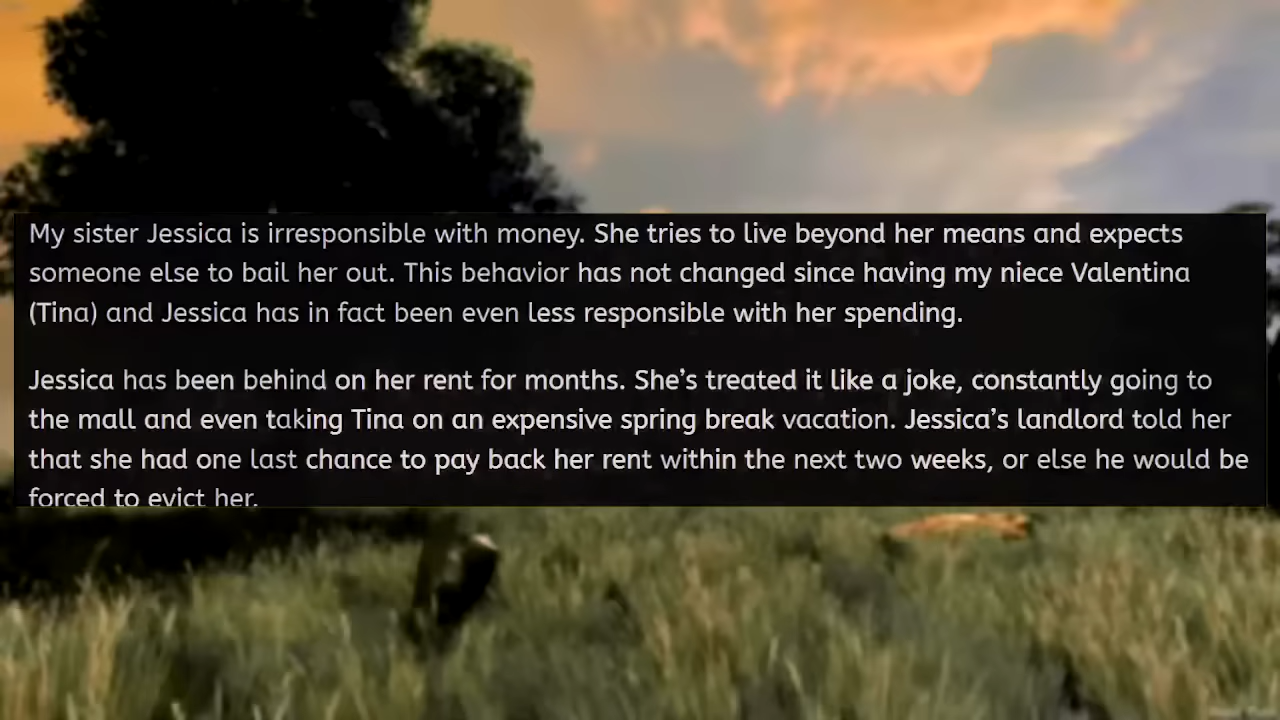 My sister Jessica is irresponsible with money. She tries to live beyond her means and expects
someone else to bail her out. This behavior has not changed since having my niece Valentina
(Tina) and Jessica has in fact been even less responsible with her spending.
Jessica has been behind on her rent for months. She’s treated it like a joke, constantly going to
the mall and even taking Tina on an expensive spring break vacation. Jessica’s landlord told her
that she had one last chance to pay back her rent within the next two weeks, or else he would be
forced to evict her.